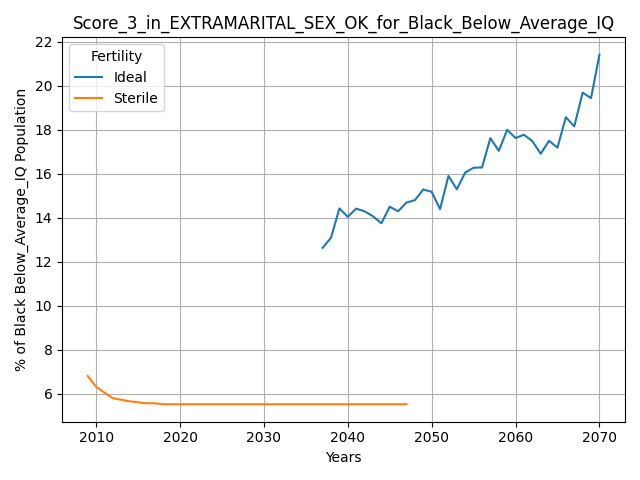 Score_3_in_EXTRAMARITAL_SEX_OK_for_Black_Below_Average_IQ
% of Black Below_Average_IQ Population
22
20
18
16
14
12
10
8
6
Fertility
Ideal
Sterile
2010 2020 2030 2040 2050 2060 2070
Years